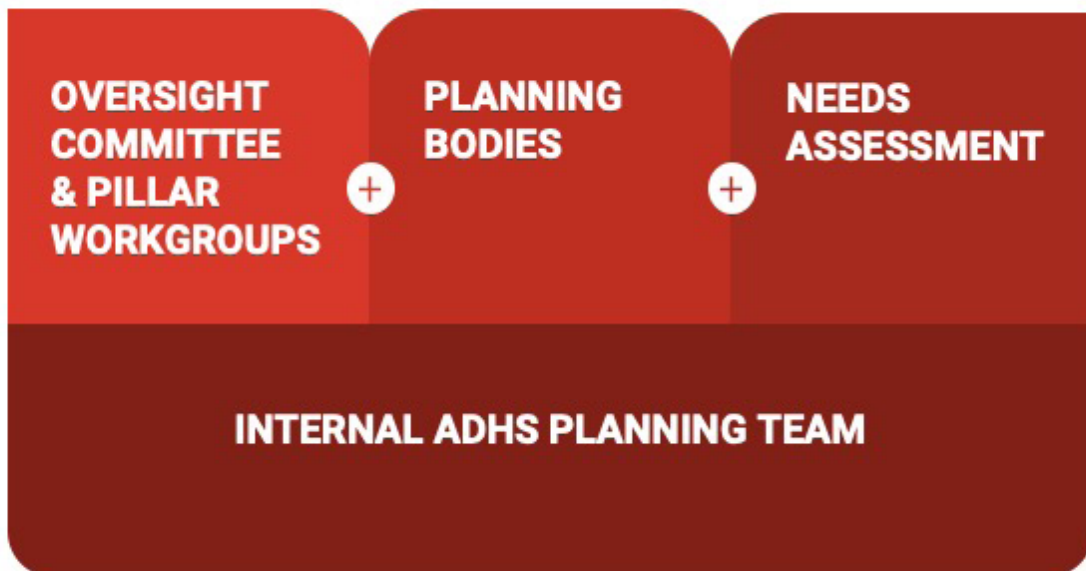 OVERSIGHT
COMMITTEE
& PILLAR
WORKGROUPS
+
PLANNING
BODIES
+
NEEDS
ASSESSMENT
INTERNAL ADHS PLANNING TEAM